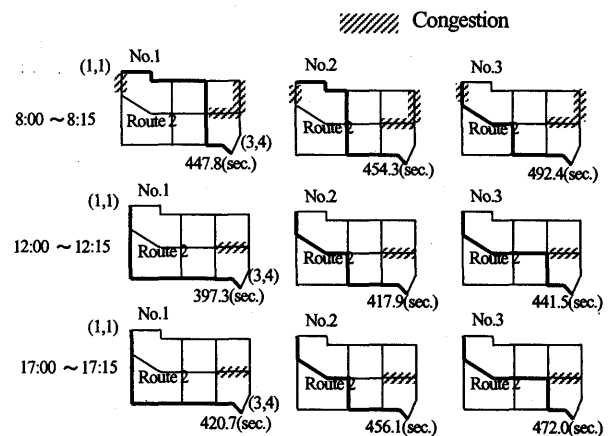 Congestion
No.1
No.2
No.3
(1,1)
8:00 ～ 8:15
Route 2
Route 2
Route 2
(3,4)
447.8(sec.)
454.3(sec.)
492.4(sec.)
No.1
No.2
No.3
(1,1)
12:00 ～ 12:15
Route 2
Route 2
Route 2
(3,4)
397.3(sec.)
417.9(sec.)
441.5(sec.)
No.1
No.2
No.3
(1,1)
17:00 ～ 17:15
Route 2
Route 2
Route 2
(3,4)
420.7(sec.)
456.1(sec.)
472.0(sec.)